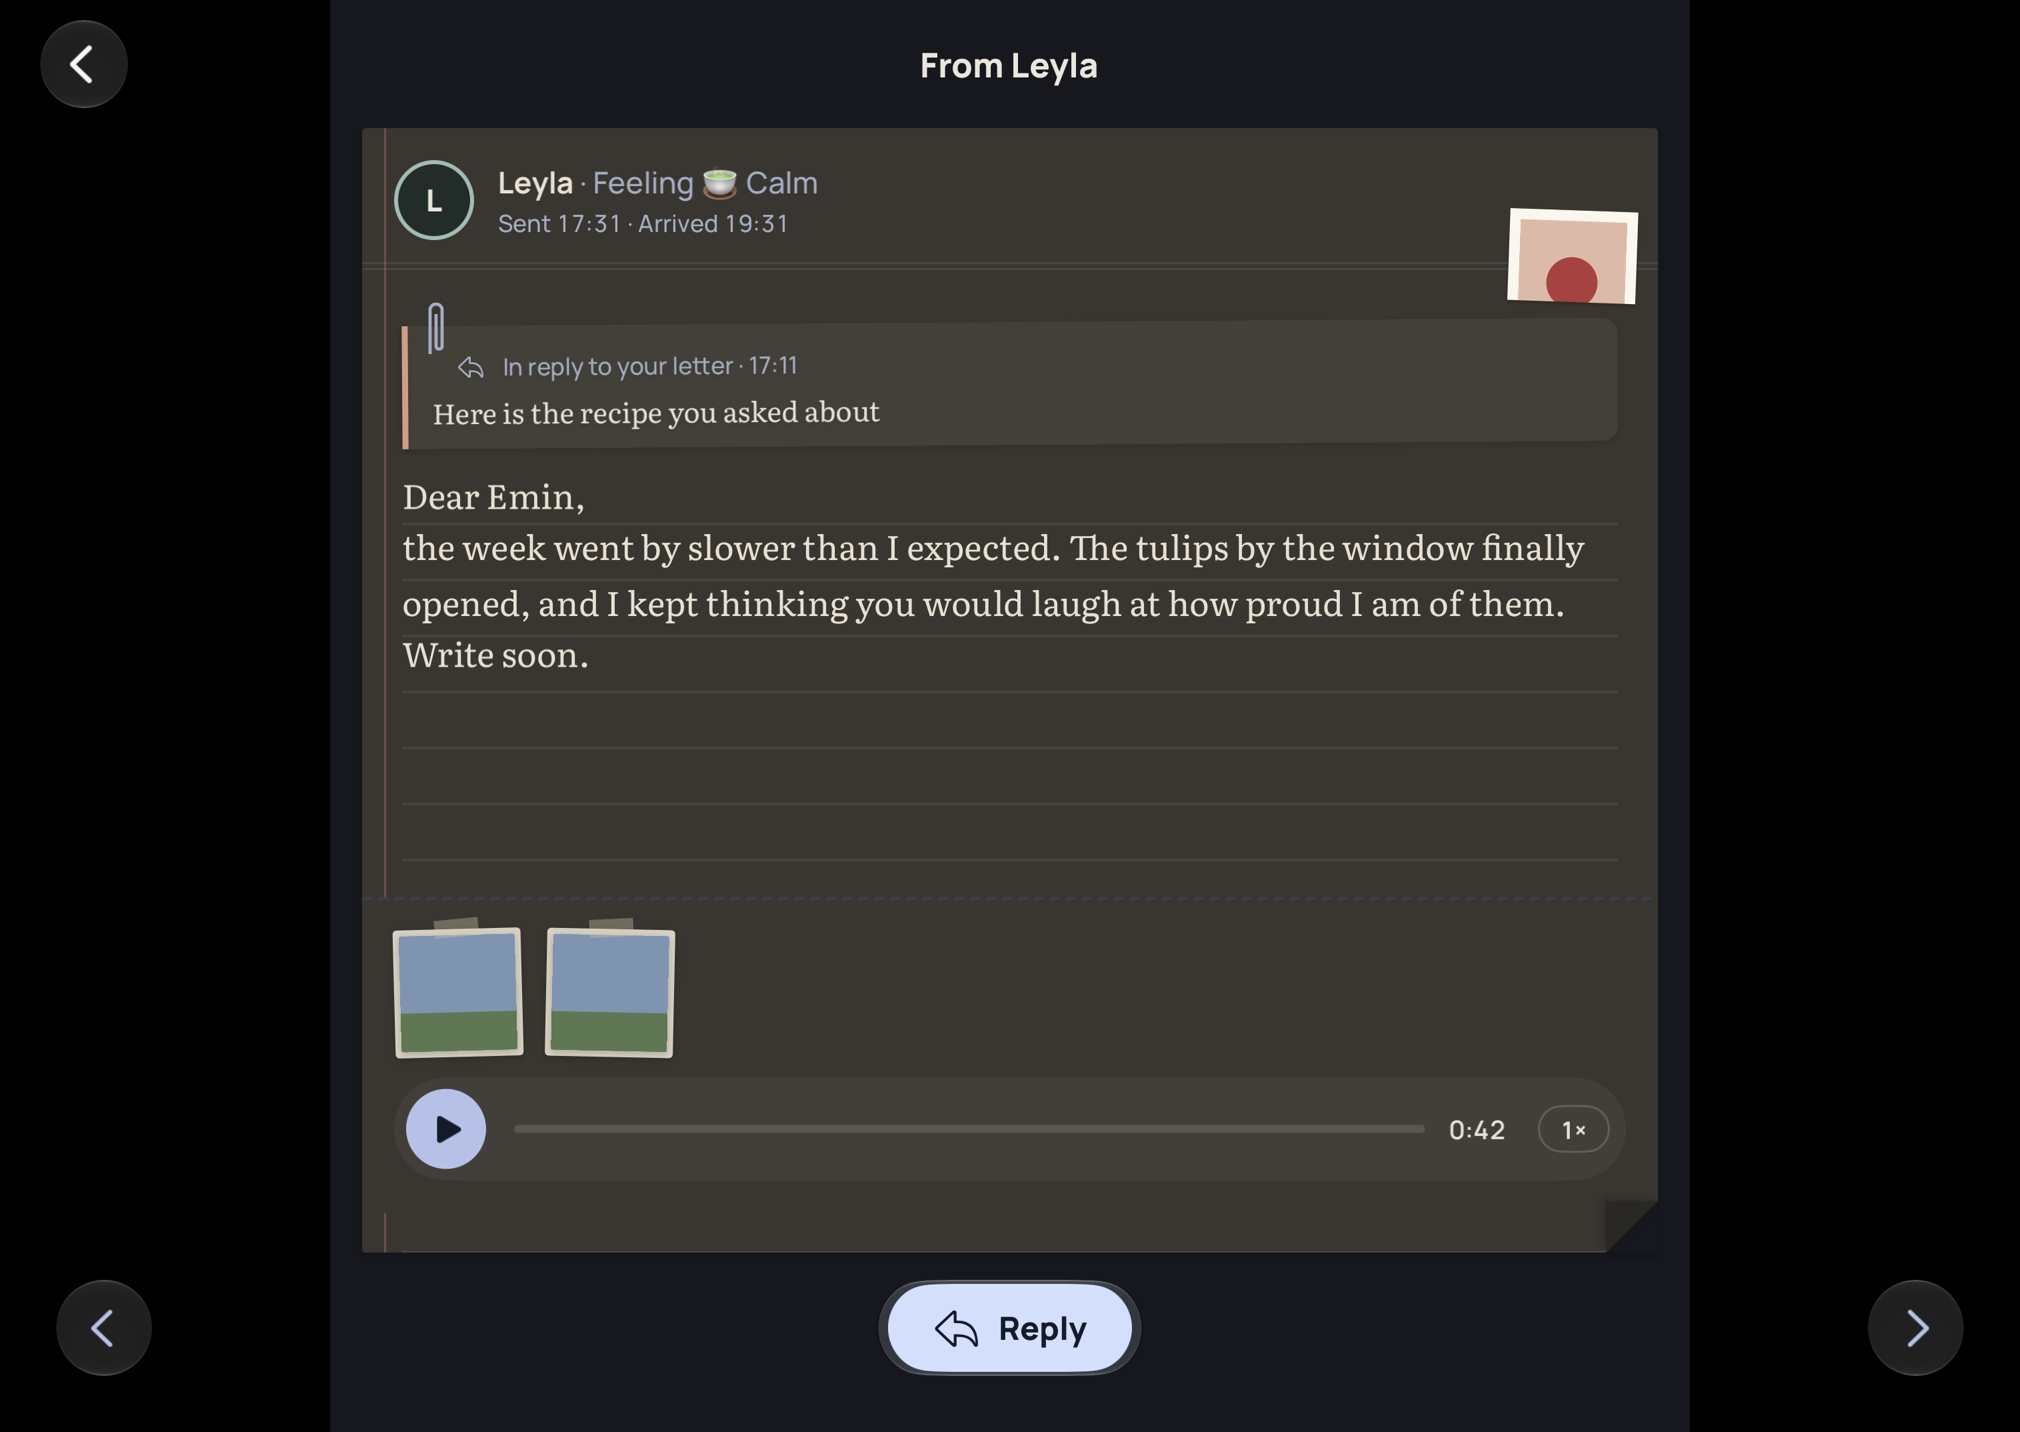 From Leyla
L
Leyla · Feeling 🍵 Calm
Sent 17:31 · Arrived 19:31
In reply to your letter · 17:11
Here is the recipe you asked about
Dear Emin,
the week went by slower than I expected. The tulips by the window finally
opened, and I kept thinking you would laugh at how proud I am of them.
Write soon.
0:42
1×
Reply